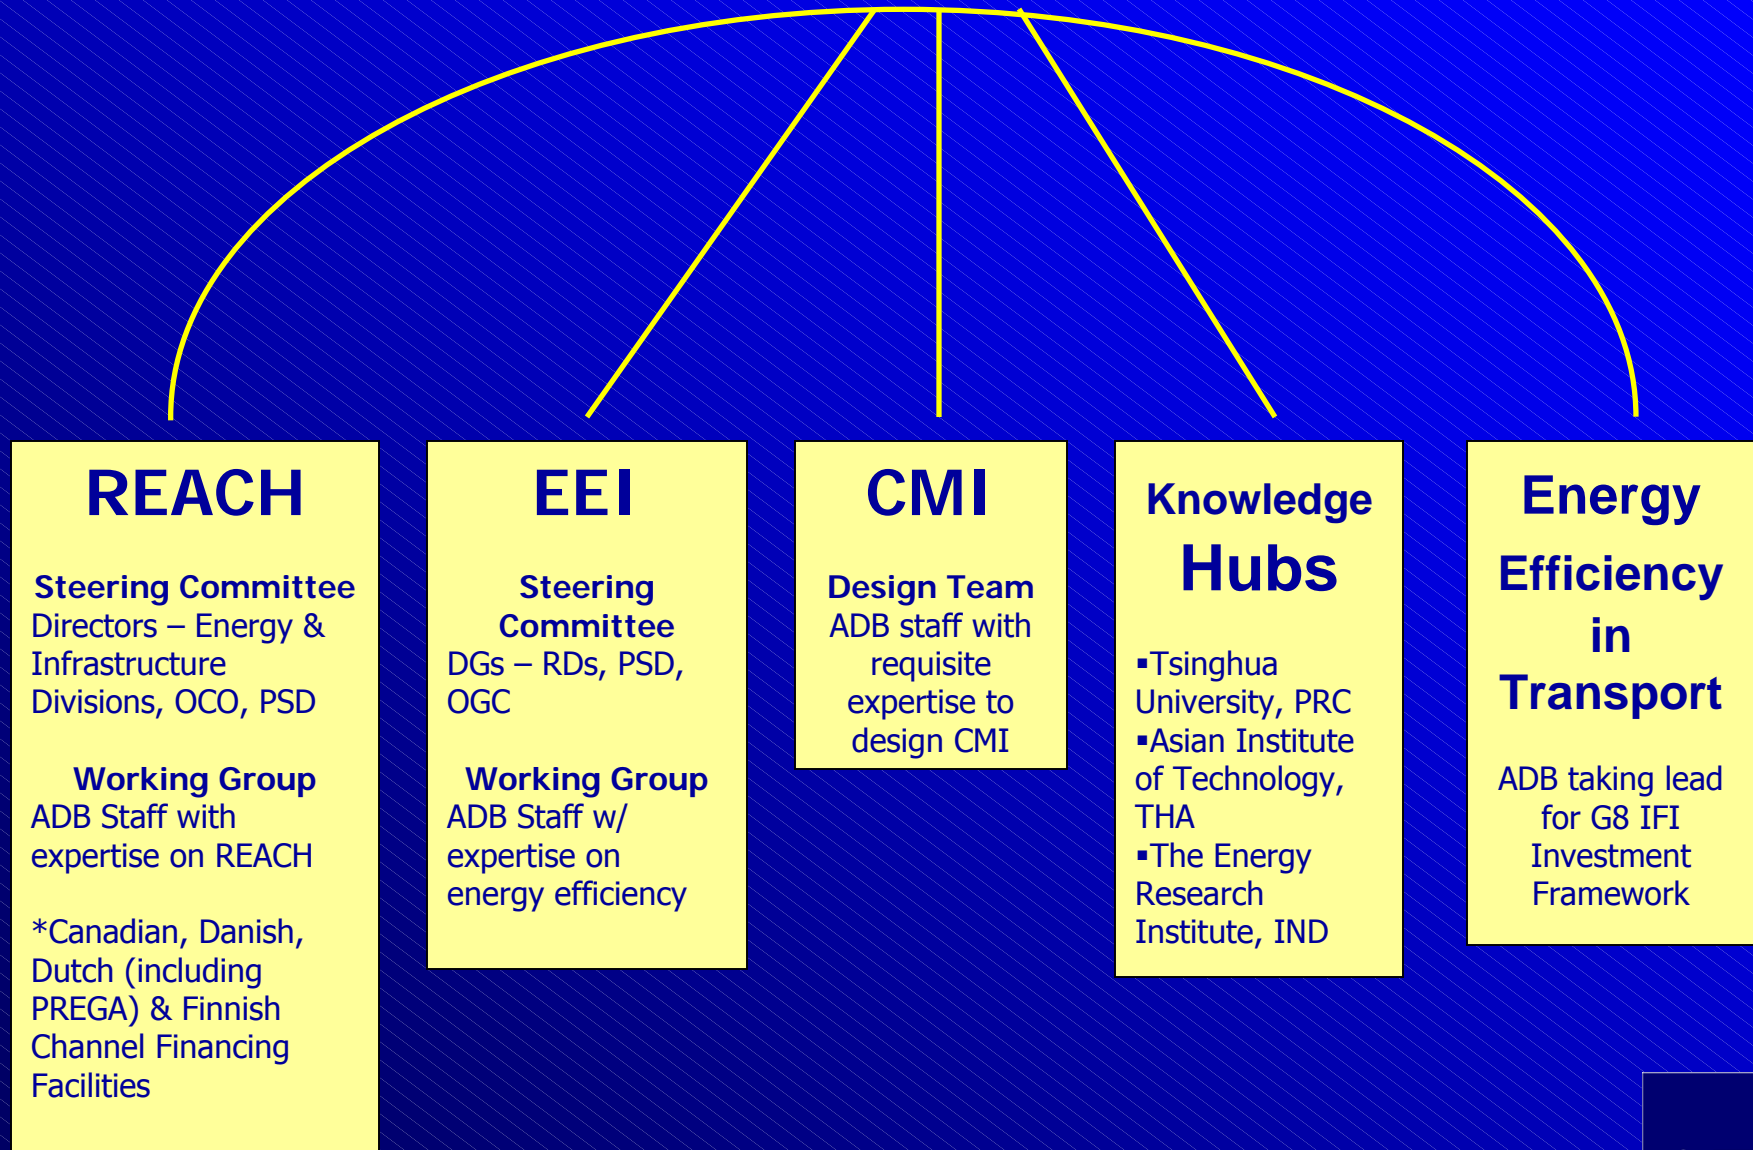 REACH
Steering Committee
Directors – Energy &
Infrastructure
Divisions, OCO, PSD
Working Group
ADB Staff with
expertise on REACH
*Canadian, Danish,
Dutch (including
PREGA) & Finnish
Channel Financing
Facilities
EEI
Steering
Committee
DGs – RDs, PSD,
OGC
Working Group
ADB Staff w/
expertise on
energy efficiency
CMI
Design Team
ADB staff with
requisite
expertise to
design CMI
Knowledge
Hubs
▪Tsinghua
University, PRC
▪Asian Institute
of Technology,
THA
▪The Energy
Research
Institute, IND
Energy
Efficiency
in
Transport
ADB taking lead
for G8 IFI
Investment
Framework